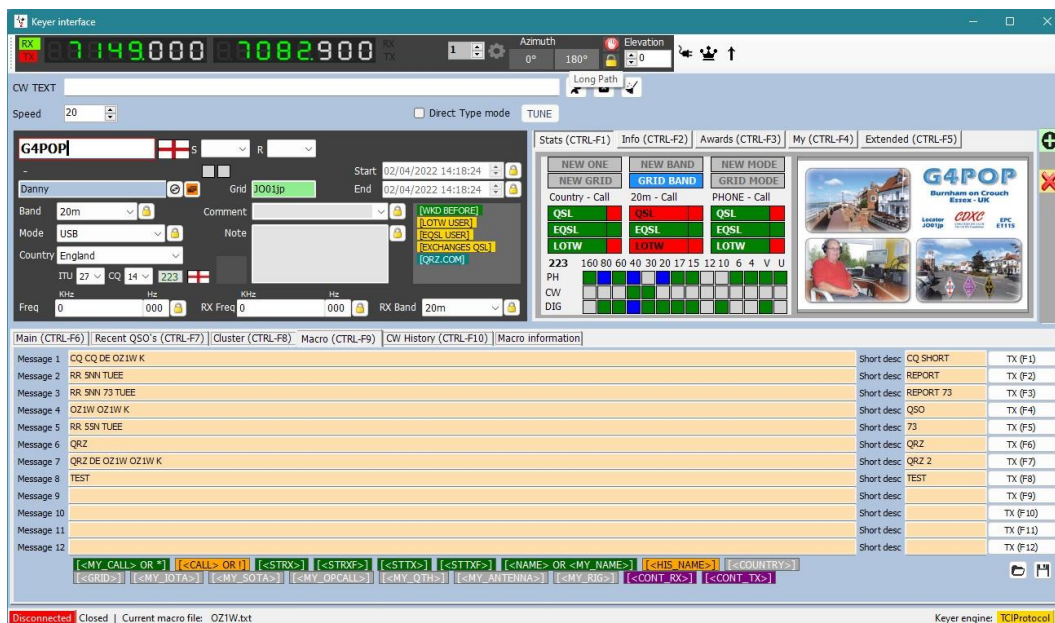 Keyer interface
RX 7149.000 7082.900 RX 1 Azimuth Elevation
TX TX 0° 180° 0
Long Path
CW TEXT
Speed 20 Direct Type mode TUNE
G4POP S R
-
Start 02/04/2022 14:18:24
Danny Grid JO01jp End 02/04/2022 14:18:24
Band 20m Comment
Mode USB Note
Country England
ITU 27 CQ 14 223
KHz Hz KHz Hz
Freq 0 000 RX Freq 0 000 RX Band 20m
[WKD BEFORE]
[LOTW USER]
[EQSL USER]
[EXCHANGES QSL]
[QRZ.COM]
Stats (CTRL-F1) Info (CTRL-F2) Awards (CTRL-F3) My (CTRL-F4) Extended (CTRL-F5)
NEW ONE NEW BAND NEW MODE
NEW GRID GRID BAND GRID MODE
Country - Call 20m - Call PHONE - Call
QSL QSL QSL
EQSL EQSL EQSL
LOTW LOTW LOTW
223 160 80 60 40 30 20 17 15 12 10 6 4 V U
PH
CW
DIG
G4POP
Burnham on Crouch
Essex - UK
Locator
JO01jp
CDXC
EPC
E1115
Main (CTRL-F6) Recent QSO's (CTRL-F7) Cluster (CTRL-F8) Macro (CTRL-F9) CW History (CTRL-F10) Macro information
Message 1 CQ CQ DE OZ1W K Short desc CQ SHORT TX (F1)
Message 2 RR 5NN TUEE Short desc REPORT TX (F2)
Message 3 RR 5NN 73 TUEE Short desc REPORT 73 TX (F3)
Message 4 OZ1W OZ1W K Short desc QSO TX (F4)
Message 5 RR 55N TUEE Short desc 73 TX (F5)
Message 6 QRZ Short desc QRZ TX (F6)
Message 7 QRZ DE OZ1W OZ1W K Short desc QRZ 2 TX (F7)
Message 8 TEST Short desc TEST TX (F8)
Message 9 Short desc TX (F9)
Message 10 Short desc TX (F10)
Message 11 Short desc TX (F11)
Message 12 Short desc TX (F12)
[<MY_CALL> OR *] [<CALL> OR !] [<STRX>] [<STRXF>] [<STTX>] [<STTXF>] [<NAME> OR <MY_NAME>] [<HIS_NAME>] [<COUNTRY>]
[<GRID>] [<MY_IOTA>] [<MY_SOTA>] [<MY_OPCALL>] [<MY_QTH>] [<MY_ANTENNA>] [<MY_RIG>] [<CONT_RX>] [<CONT_TX>]
Disconnected Closed | Current macro file: OZ1W.txt Keyer engine: TCIProtocol